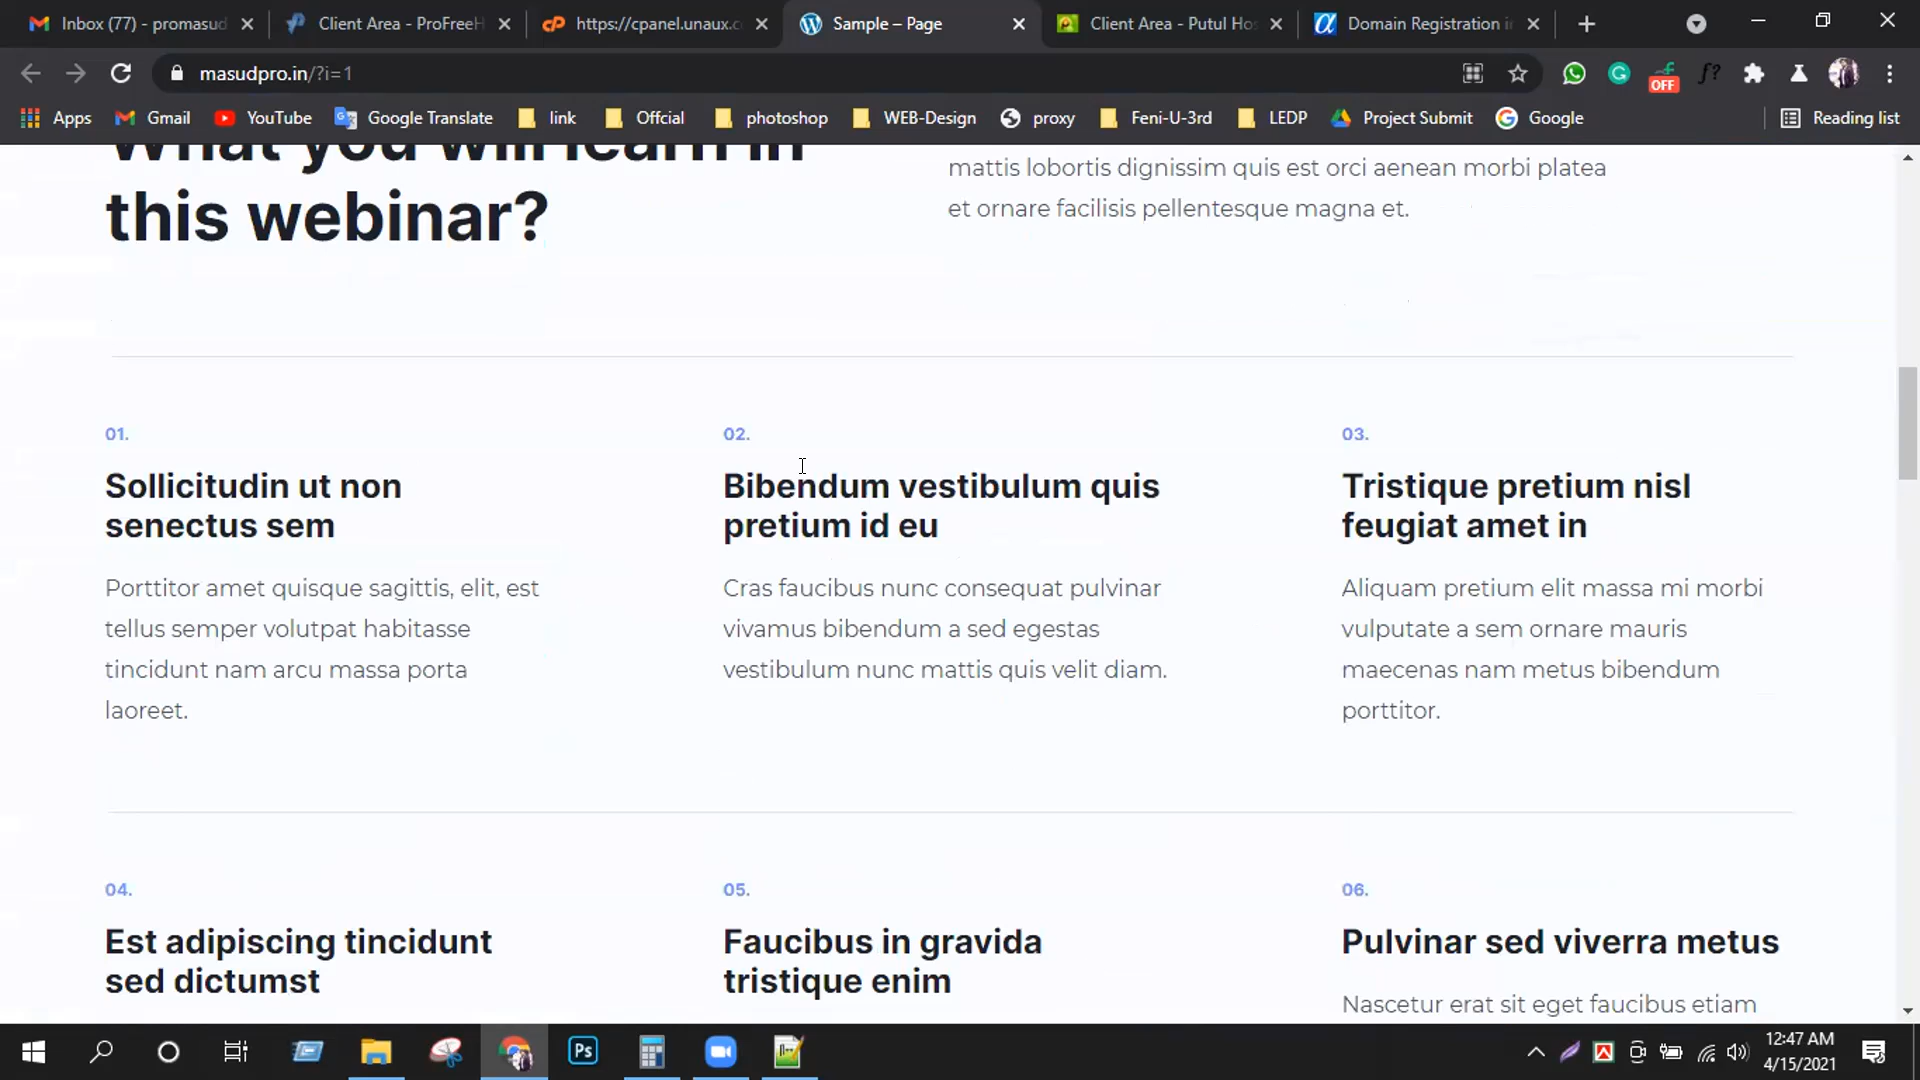 Inbox (77) - promasud
Client Area - ProFreeH
https://cpanel.unaux.c
Sample – Page
Client Area - Putul Hos
Domain Registration in
masudpro.in/?i=1
OFF
f?
Apps
Gmail
YouTube
Google Translate
link
Offcial
photoshop
WEB-Design
proxy
Feni-U-3rd
LEDP
Project Submit
Google
Reading list
What you will learn in
this webinar?
mattis lobortis dignissim quis est orci aenean morbi platea
et ornare facilisis pellentesque magna et.
01.
Sollicitudin ut non
senectus sem
Porttitor amet quisque sagittis, elit, est
tellus semper volutpat habitasse
tincidunt nam arcu massa porta
laoreet.
02.
Bibendum vestibulum quis
pretium id eu
Cras faucibus nunc consequat pulvinar
vivamus bibendum a sed egestas
vestibulum nunc mattis quis velit diam.
03.
Tristique pretium nisl
feugiat amet in
Aliquam pretium elit massa mi morbi
vulputate a sem ornare mauris
maecenas nam metus bibendum
porttitor.
04.
Est adipiscing tincidunt
sed dictumst
05.
Faucibus in gravida
tristique enim
06.
Pulvinar sed viverra metus
Nascetur erat sit eget faucibus etiam
Ps
12:47 AM
4/15/2021